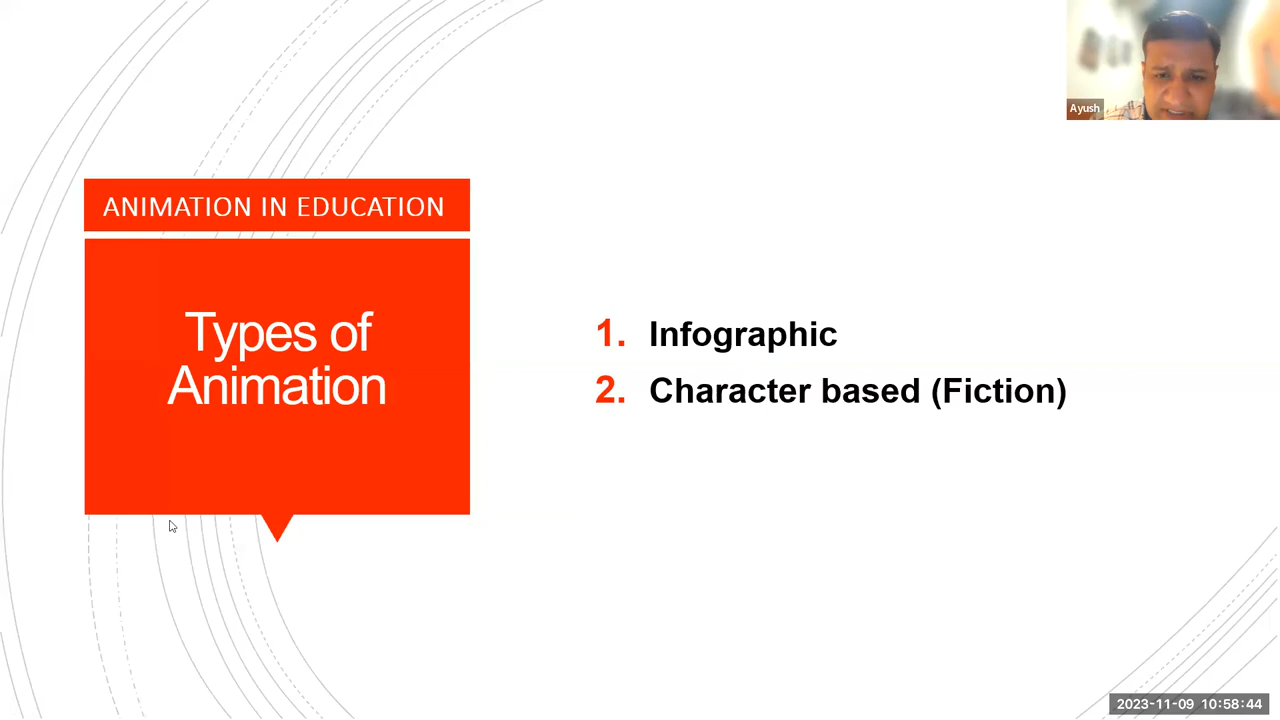 Ayush
ANIMATION IN EDUCATION
Types of
Animation
1. Infographic
2. Character based (Fiction)
2023-11-09 10:58:44